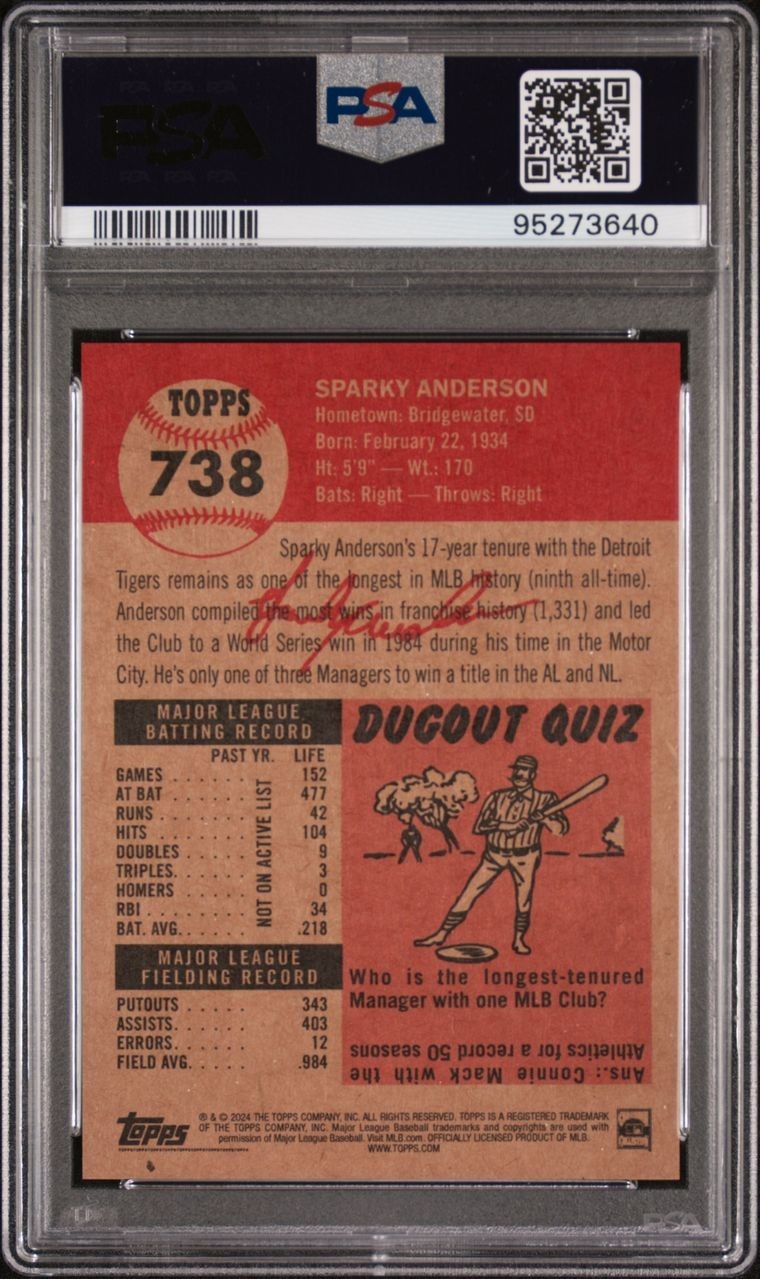 PSA
PSA
95273640
TOPPS
738
SPARKY ANDERSON
Hometown: Bridgewater, SD
Born: February 22, 1934
Ht: 5'9" — Wt.: 170
Bats: Right — Throws: Right
Sparky Anderson's 17-year tenure with the Detroit
Tigers remains as one of the longest in MLB history (ninth all-time).
Anderson compiled the most wins in franchise history (1,331) and led
the Club to a World Series win in 1984 during his time in the Motor
City. He's only one of three Managers to win a title in the AL and NL.
MAJOR LEAGUE
BATTING RECORD
PAST YR. LIFE
GAMES . . . . . . . 152
AT BAT . . . . . . 477
RUNS . . . . . . . 42
HITS . . . . . . . 104
DOUBLES . . . . . 9
TRIPLES. . . . . . 3
HOMERS . . . . . 0
RBI . . . . . . . . 34
BAT. AVG. . . . . . .218
NOT ON ACTIVE LIST
MAJOR LEAGUE
FIELDING RECORD
PUTOUTS . . . . . 343
ASSISTS. . . . . . 403
ERRORS. . . . . . 12
FIELD AVG. . . . . .984
DUGOUT QUIZ
Who is the longest-tenured
Manager with one MLB Club?
Ans.: Connie Mack with the
Athletics for a record 50 seasons
Topps
® & © 2024 THE TOPPS COMPANY, INC. ALL RIGHTS RESERVED. TOPPS IS A REGISTERED TRADEMARK
OF THE TOPPS COMPANY, INC. Major League Baseball trademarks and copyrights are used with
permission of Major League Baseball. Visit MLB.com. OFFICIALLY LICENSED PRODUCT OF MLB.
WWW.TOPPS.COM
PSA